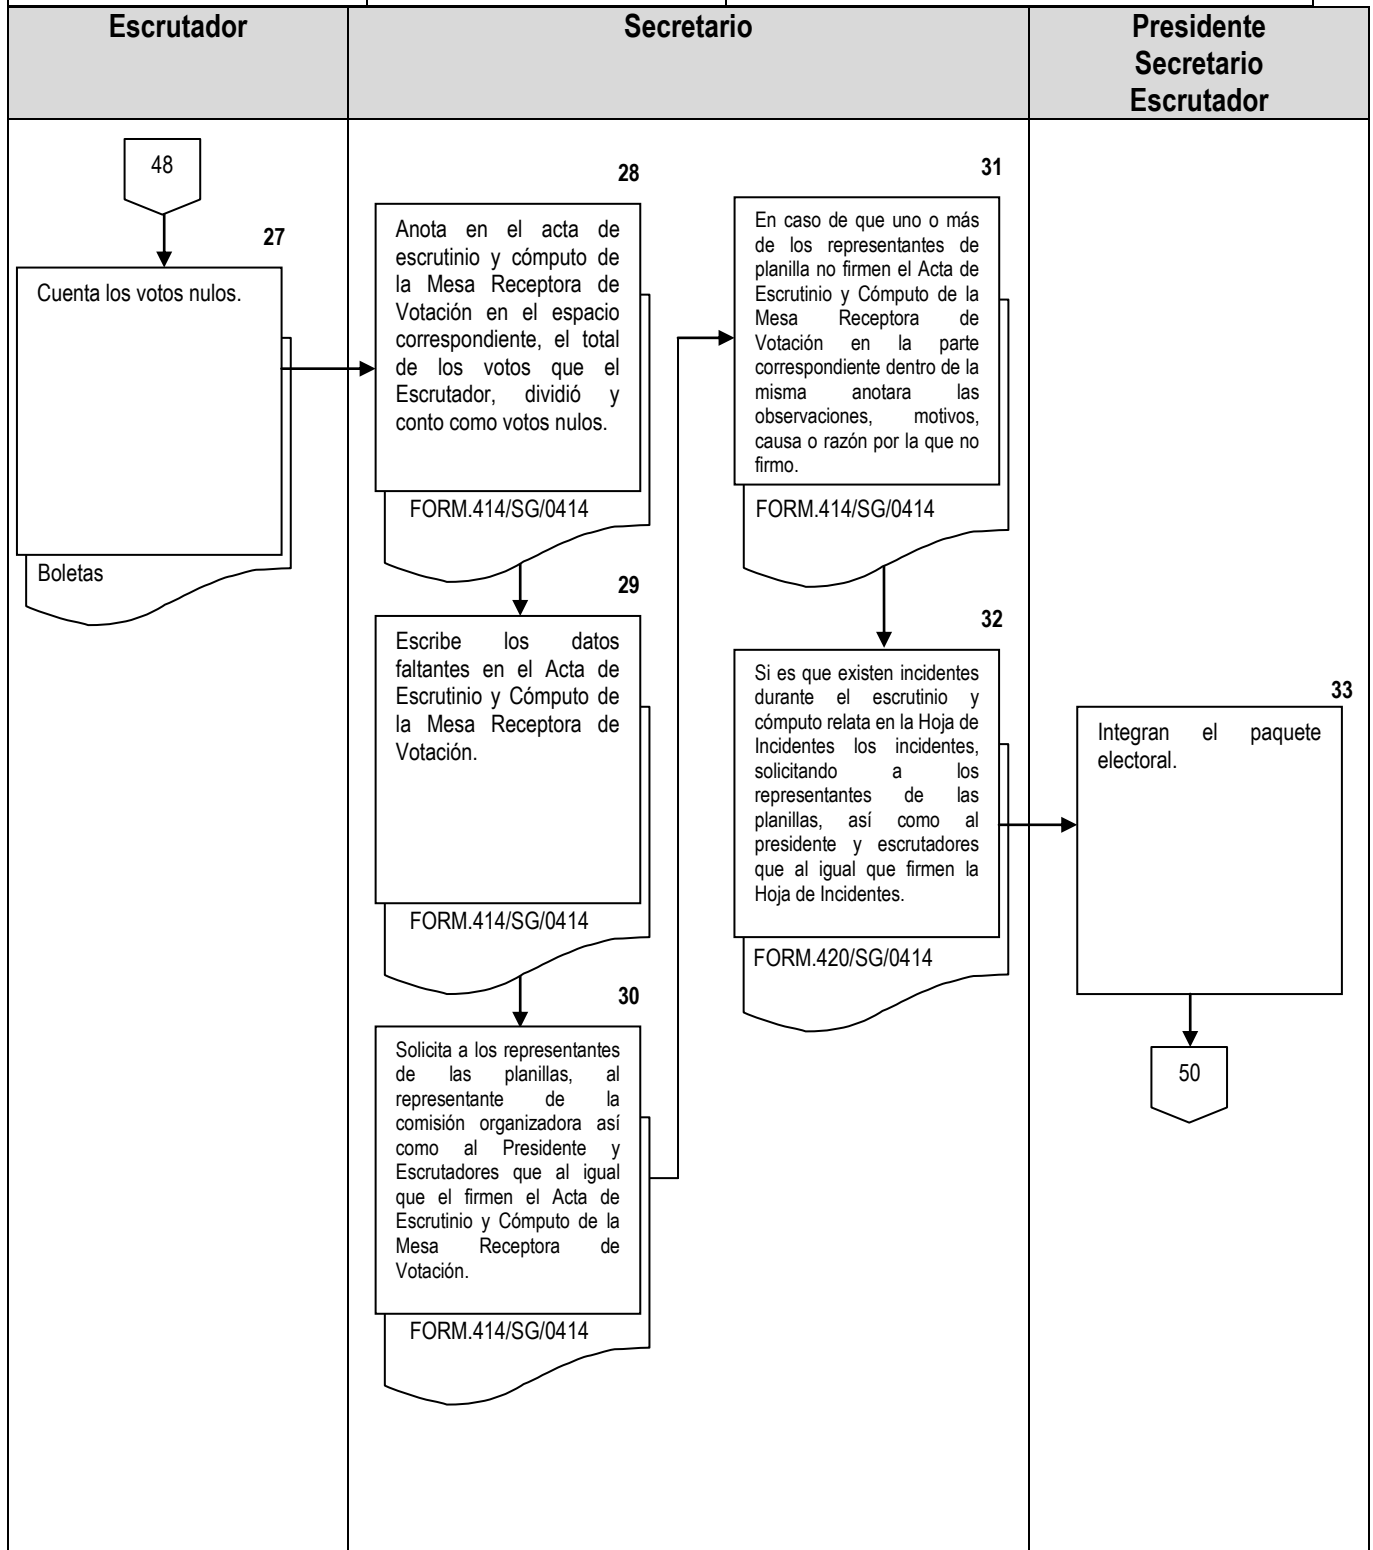 Escrutador
Secretario
Presidente
Secretario
Escrutador
48
27
Cuenta los votos nulos.
Boletas
28
Anota en el acta de
escrutinio y cómputo de
la Mesa Receptora de
Votación en el espacio
correspondiente, el total
de los votos que el
Escrutador, dividió y
conto como votos nulos.
FORM.414/SG/0414
29
Escribe los datos
faltantes en el Acta de
Escrutinio y Cómputo de
la Mesa Receptora de
Votación.
FORM.414/SG/0414
30
Solicita a los representantes
de las planillas, al
representante de la
comisión organizadora así
como al Presidente y
Escrutadores que al igual
que el firmen el Acta de
Escrutinio y Cómputo de la
Mesa Receptora de
Votación.
FORM.414/SG/0414
31
En caso de que uno o más
de los representantes de
planilla no firmen el Acta de
Escrutinio y Cómputo de la
Mesa Receptora de
Votación en la parte
correspondiente dentro de la
misma anotara las
observaciones, motivos,
causa o razón por la que no
firmo.
FORM.414/SG/0414
32
Si es que existen incidentes
durante el escrutinio y
cómputo relata en la Hoja de
Incidentes los incidentes,
solicitando a los
representantes de las
planillas, así como al
presidente y escrutadores
que al igual que firmen la
Hoja de Incidentes.
FORM.420/SG/0414
33
Integran el paquete
electoral.
50